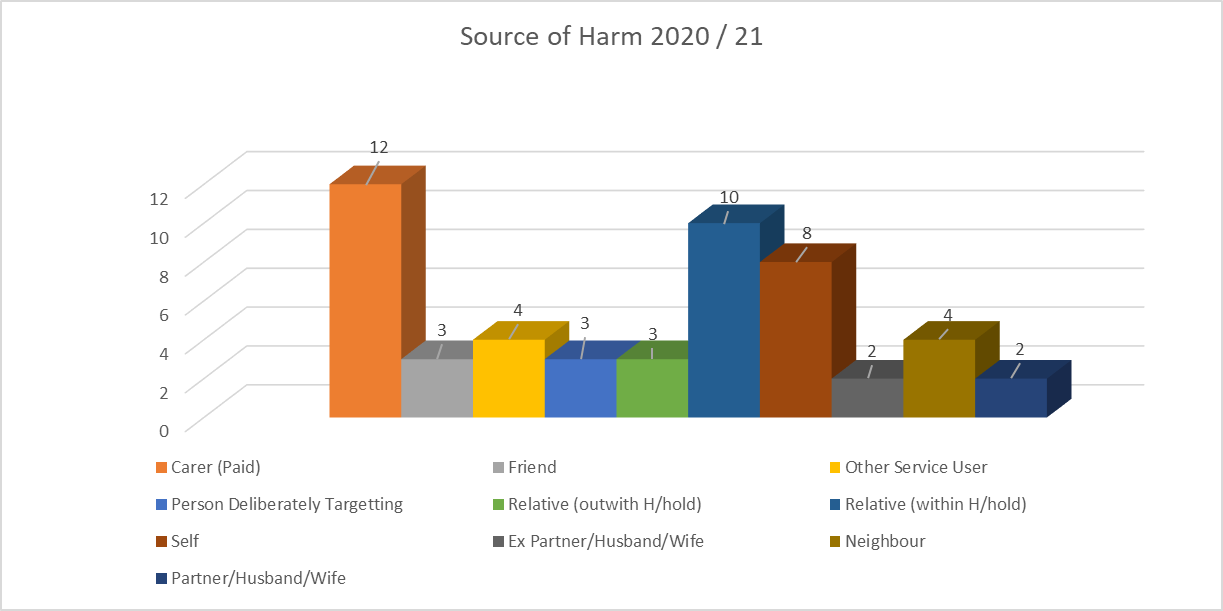 Source of Harm 2020 / 21
12
3
4
3
3
10
8
2
4
2
12
10
8
6
4
2
0
Carer (Paid)
Friend
Other Service User
Person Deliberately Targetting
Relative (outwith H/hold)
Relative (within H/hold)
Self
Ex Partner/Husband/Wife
Neighbour
Partner/Husband/Wife